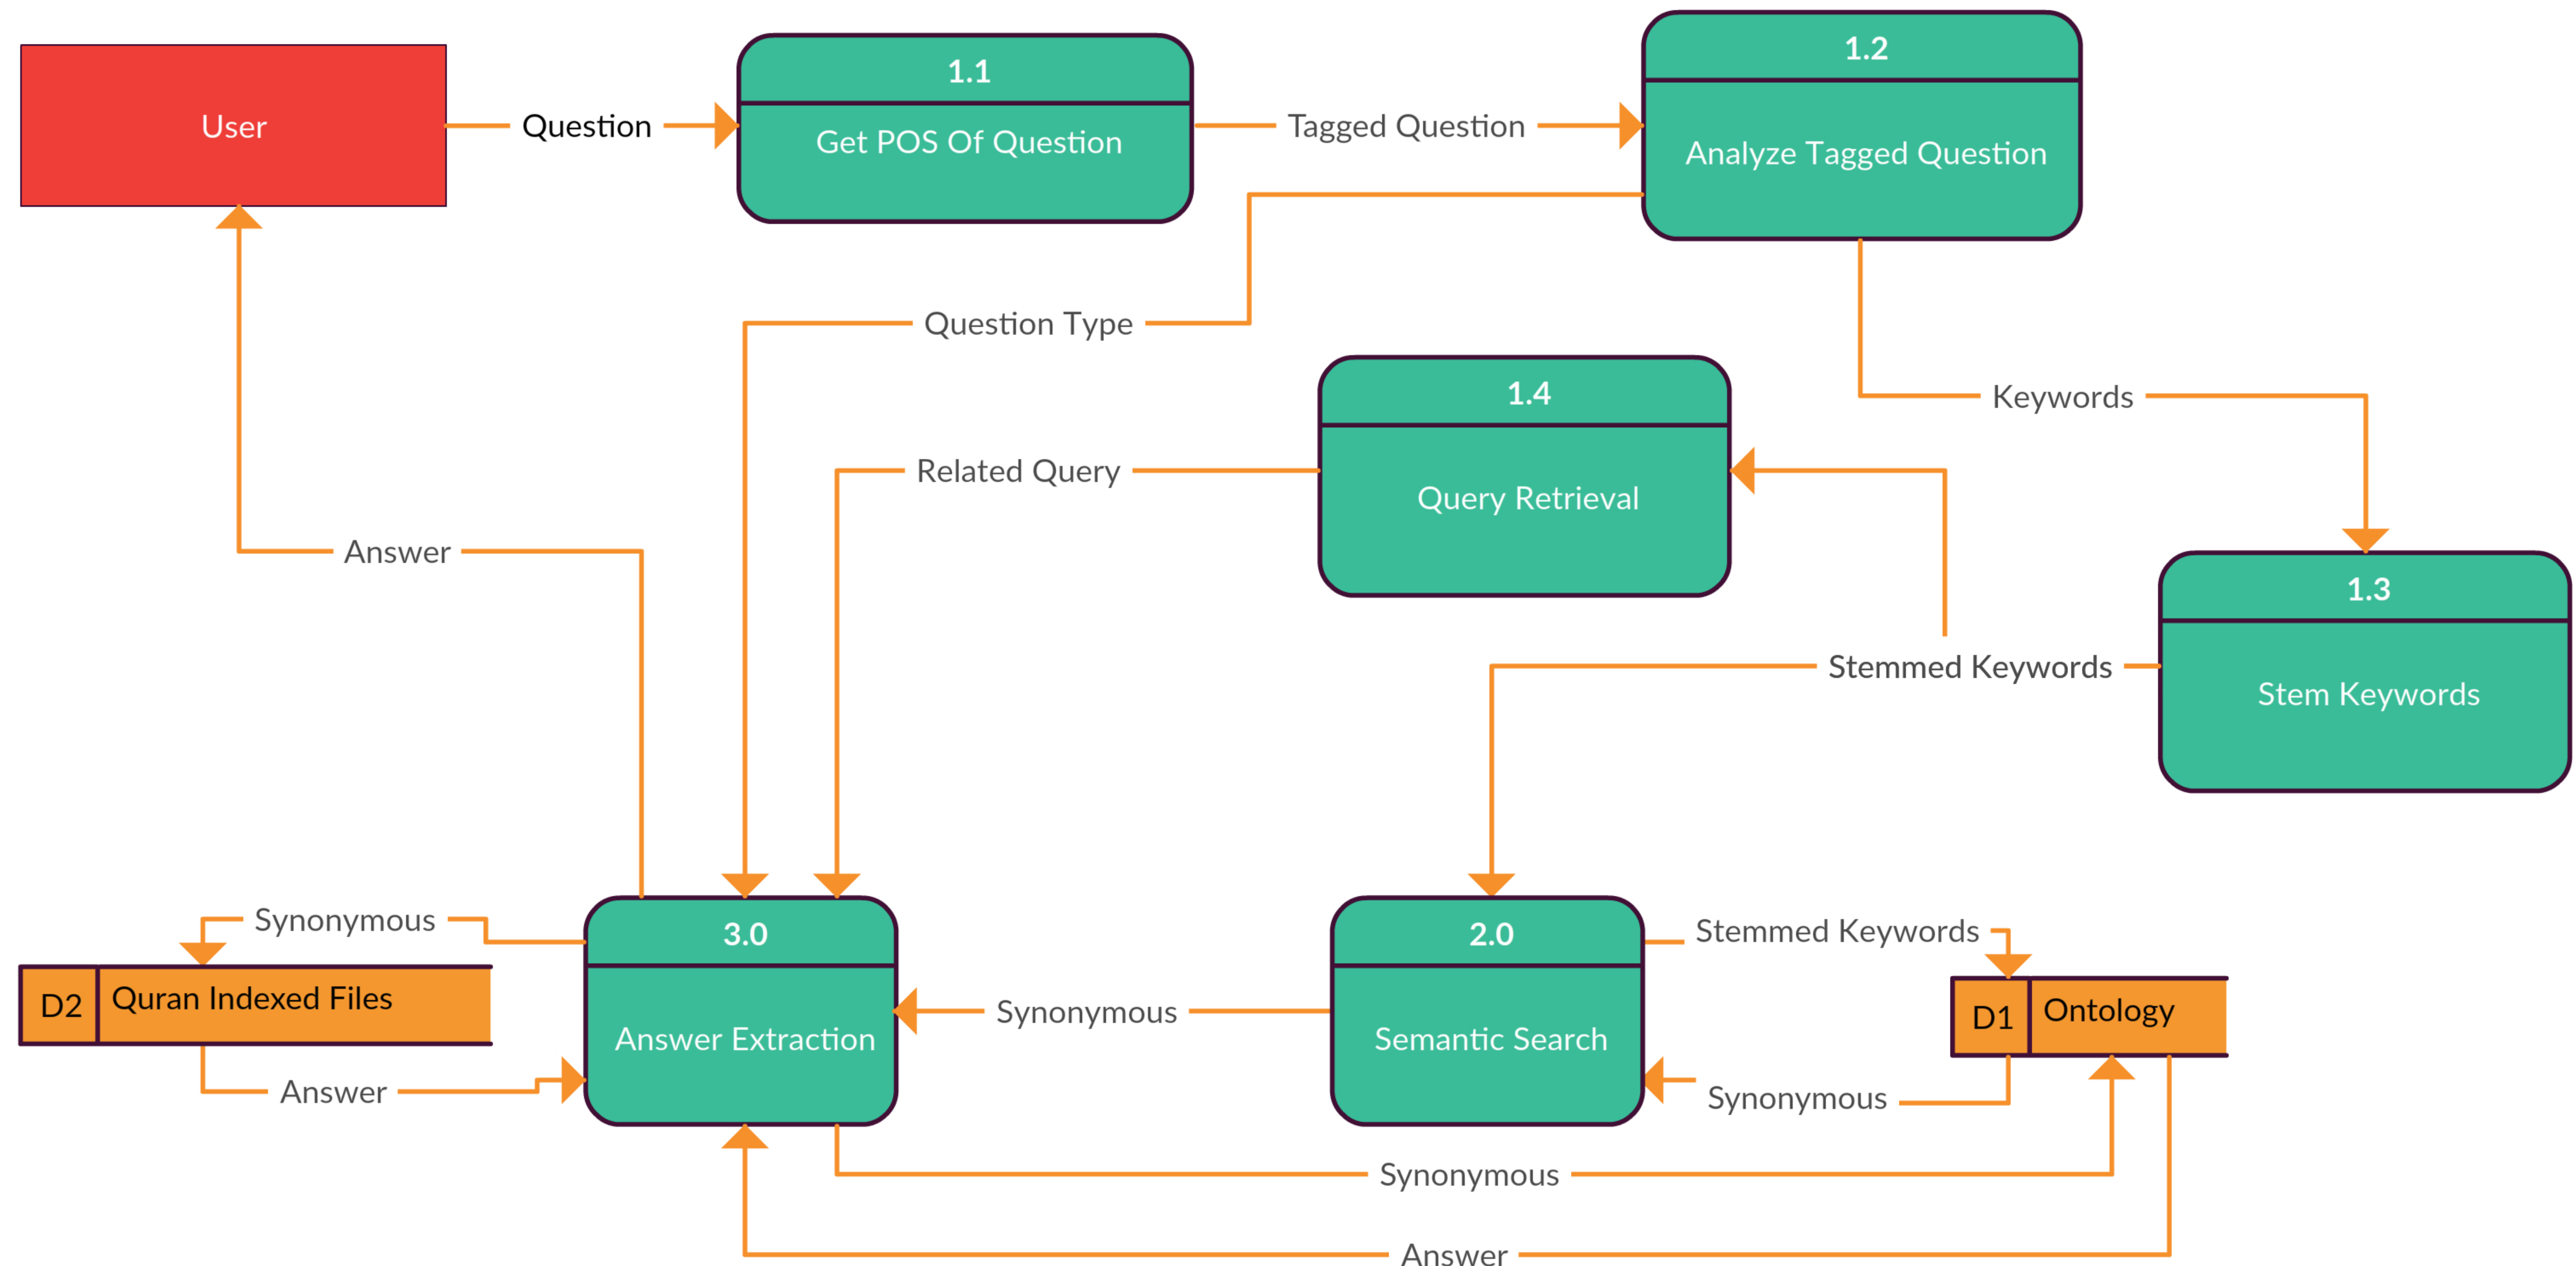 1.2
1.1
User
Question
Get POS Of Question
Tagged Question
Analyze Tagged Question
Question Type
1.4
Keywords
Related Query
Query Retrieval
Answer
1.3
Stemmed Keywords
Stem Keywords
Synonymous
3.0
2.0
Stemmed Keywords
D2
Quran Indexed Files
Synonymous
D1
Ontology
Answer Extraction
Semantic Search
Answer
Synonymous
Synonymous
Answer